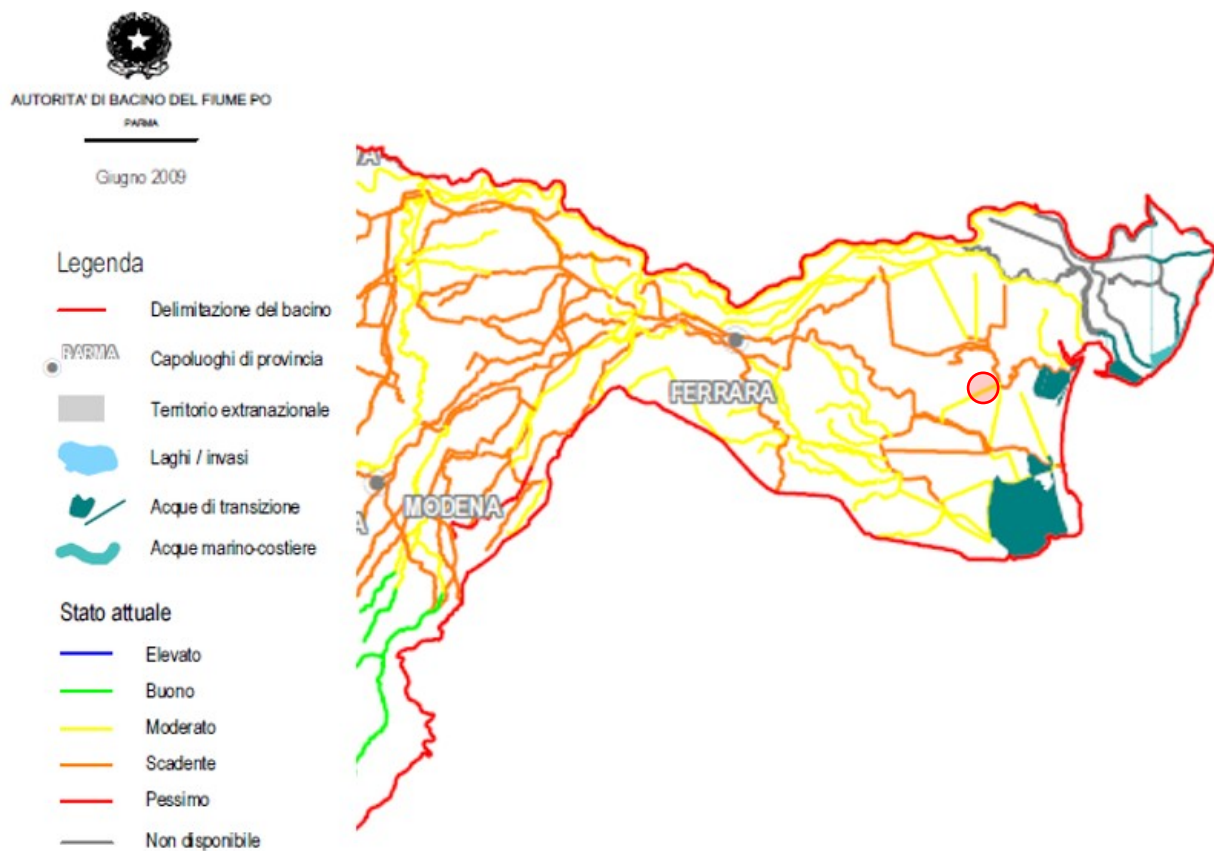 AUTORITA' DI BACINO DEL FIUME PO
PARMA
Giugno 2009
Legenda
Delimitazione del bacino
PARMA
Capoluoghi di provincia
Territorio extranazionale
Laghi / invasi
Acque di transizione
Acque marino-costiere
Stato attuale
Elevato
Buono
Moderato
Scadente
Pessimo
Non disponibile
FERRARA
MODENA